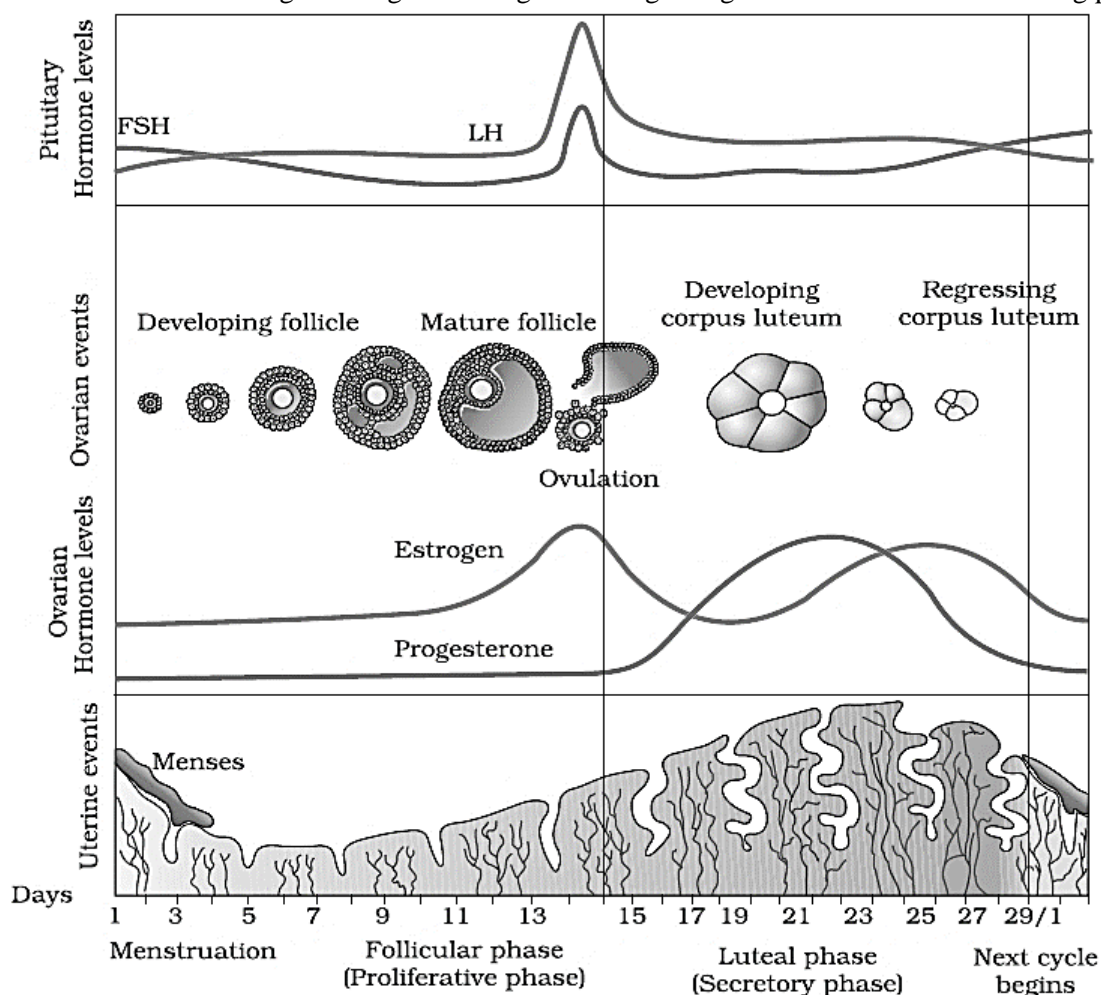 Pituitary
Hormone levels
FSH
LH
Ovarian events
Developing follicle
Mature follicle
Developing
corpus luteum
Regressing
corpus luteum
Ovulation
Ovarian
Hormone levels
Estrogen
Progesterone
Uterine events
Menses
Days
1 3 5 7 9 11 13 15 17 19 21 23 25 27 29/1
Menstruation
Follicular phase
(Proliferative phase)
Luteal phase
(Secretory phase)
Next cycle
begins